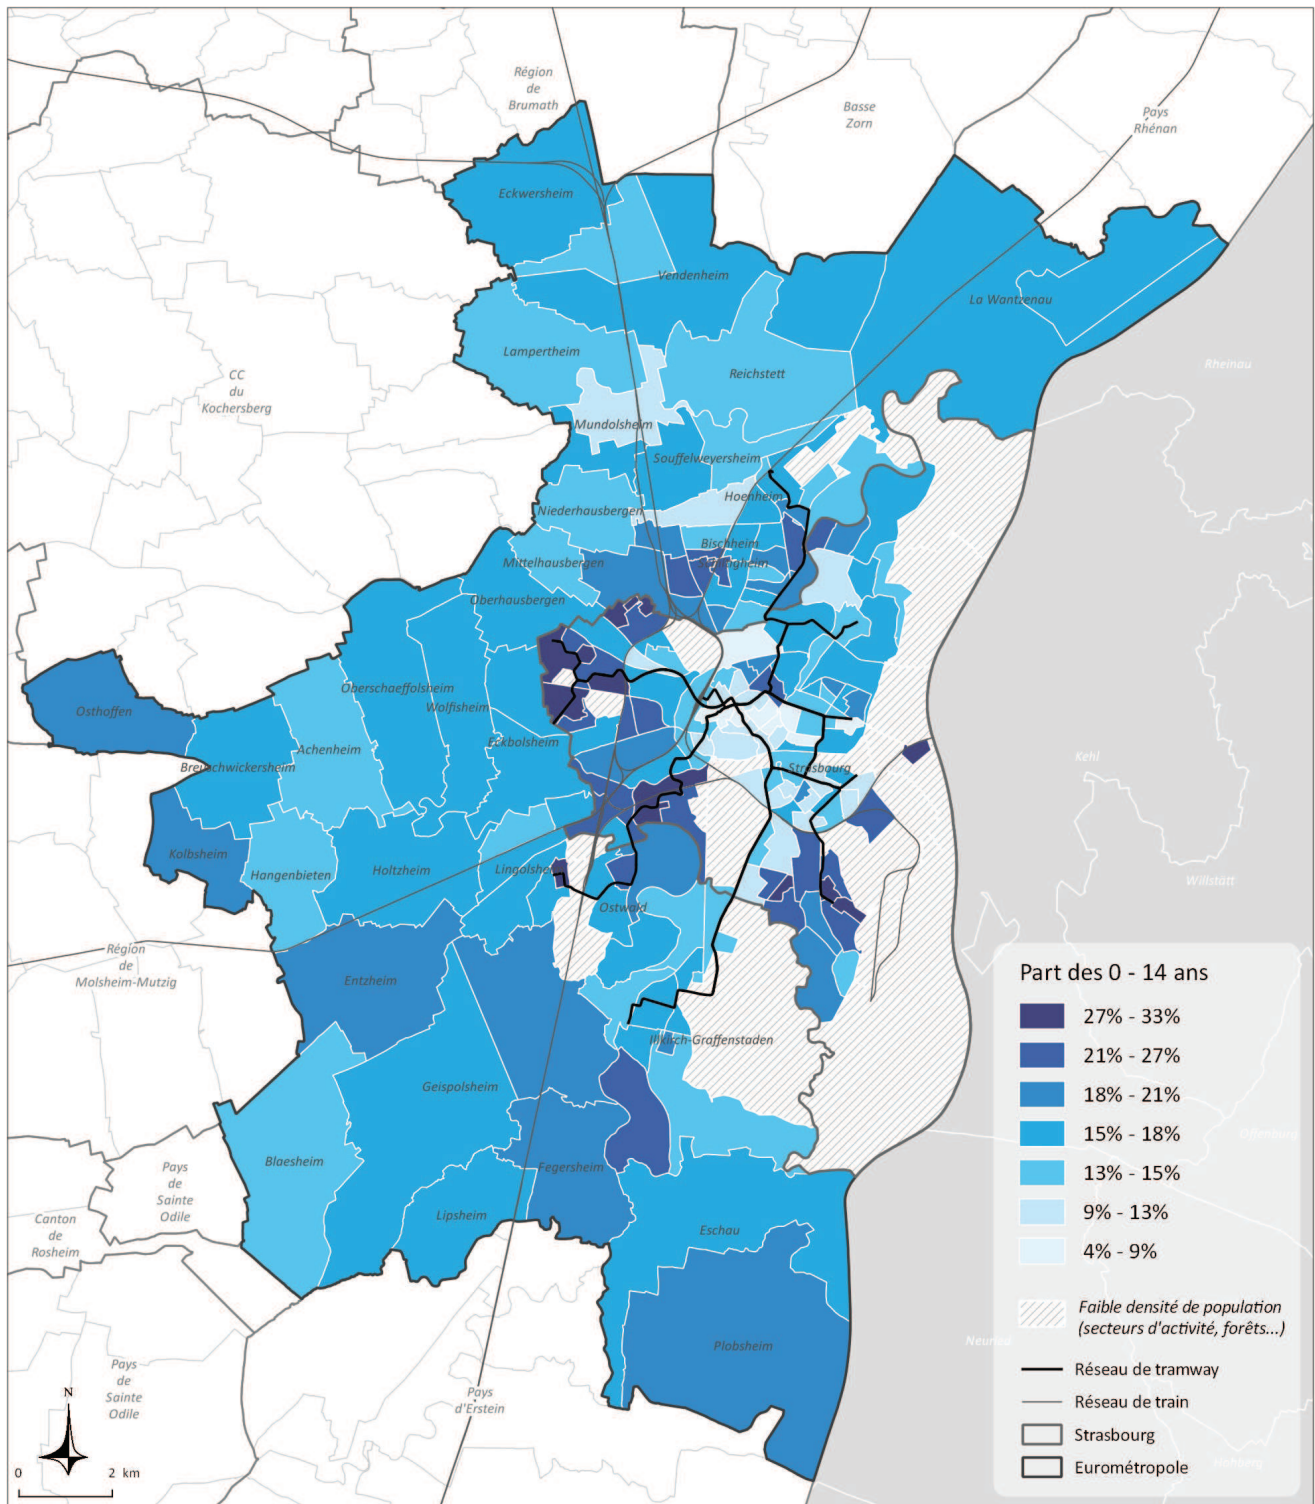 Région
de
Brumath
Basse
Zorn
Pays
Rhénan
Eckwersheim
Vendenheim
La Wantzenau
Lampertheim
Reichstett
Rheinau
CC
du
Kochersberg
Mundolsheim
Souffelweyersheim
Hoenheim
Niederhausbergen
Bischheim
Mittelhausbergen
Schiltigheim
Oberhausbergen
Oberschaeffolsheim
Wolfisheim
Osthoffen
Achenheim
Eckbolsheim
Breuschwickersheim
Strasbourg
Kehl
Kolbsheim
Hangenbieten
Holtzheim
Willstätt
Ostwald
Région
de
Molsheim-Mutzig
Entzheim
Illkirch-Graffenstaden
Geispolsheim
Offenburg
Blaesheim
Fegersheim
Pays
de
Sainte
Odile
Lipsheim
Eschau
Canton
de
Rosheim
Plobsheim
Pays
de
Sainte
Odile
Pays
d'Erstein
N
0 2 km
Part des 0 - 14 ans
27% - 33%
21% - 27%
18% - 21%
15% - 18%
13% - 15%
9% - 13%
4% - 9%
Faible densité de population
(secteurs d'activité, forêts...)
Réseau de tramway
Réseau de train
Strasbourg
Eurométropole